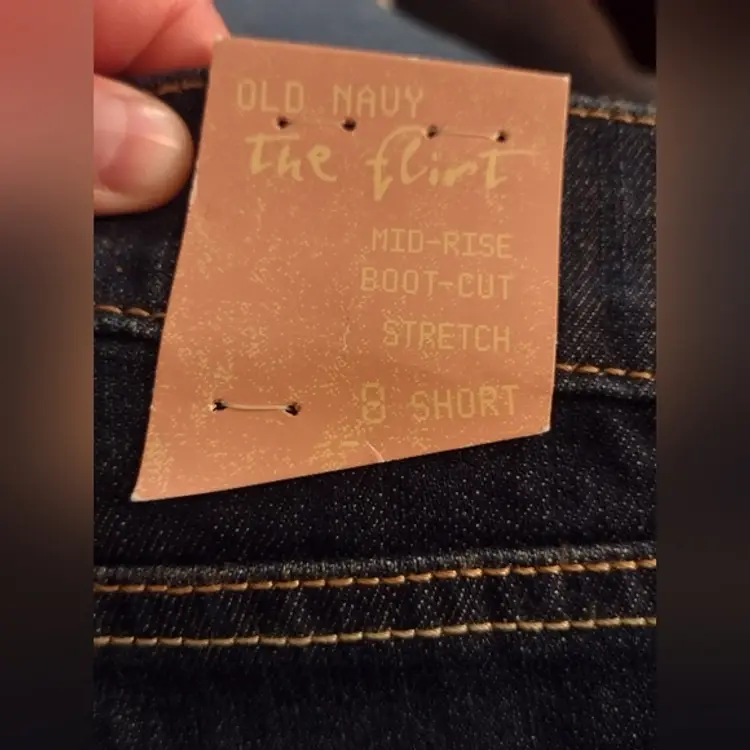 OLD NAVY
the flirt
MID-RISE
BOOT-CUT
STRETCH
8 SHORT